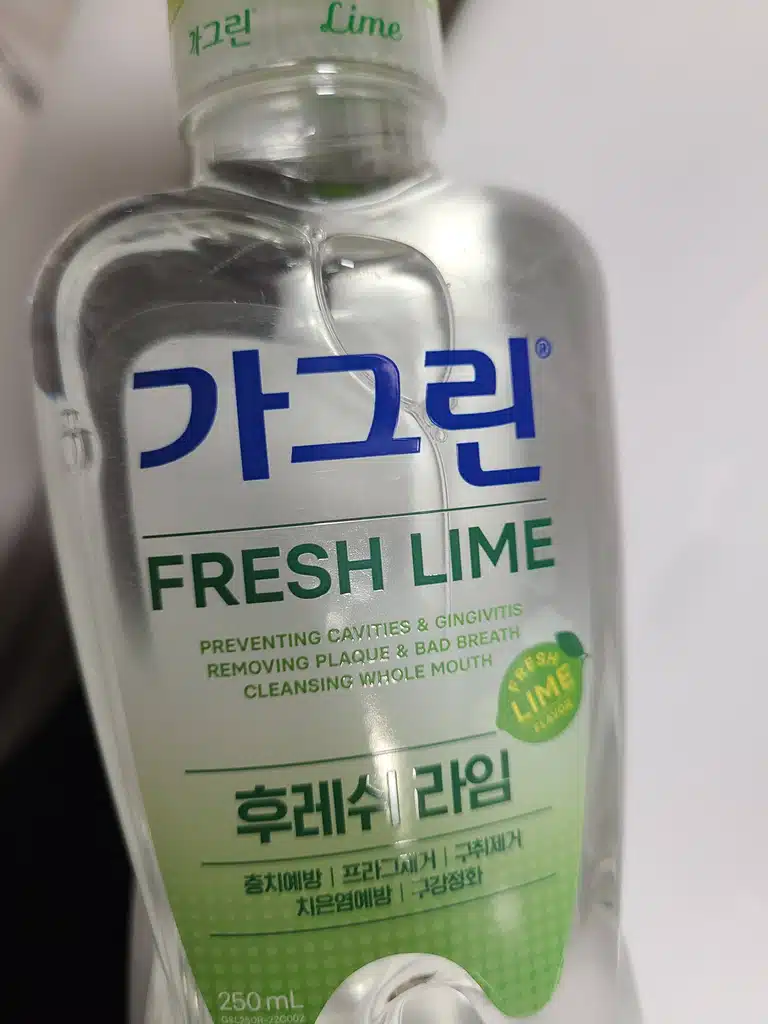 가그린 Lime
가그린®
FRESH LIME
PREVENTING CAVITIES & GINGIVITIS
REMOVING PLAQUE & BAD BREATH
CLEANSING WHOLE MOUTH
FRESH
LIME
FLAVOR
후레쉬 라임
충치예방 | 프라그제거 | 구취제거
치은염예방 | 구강정화
250 mL